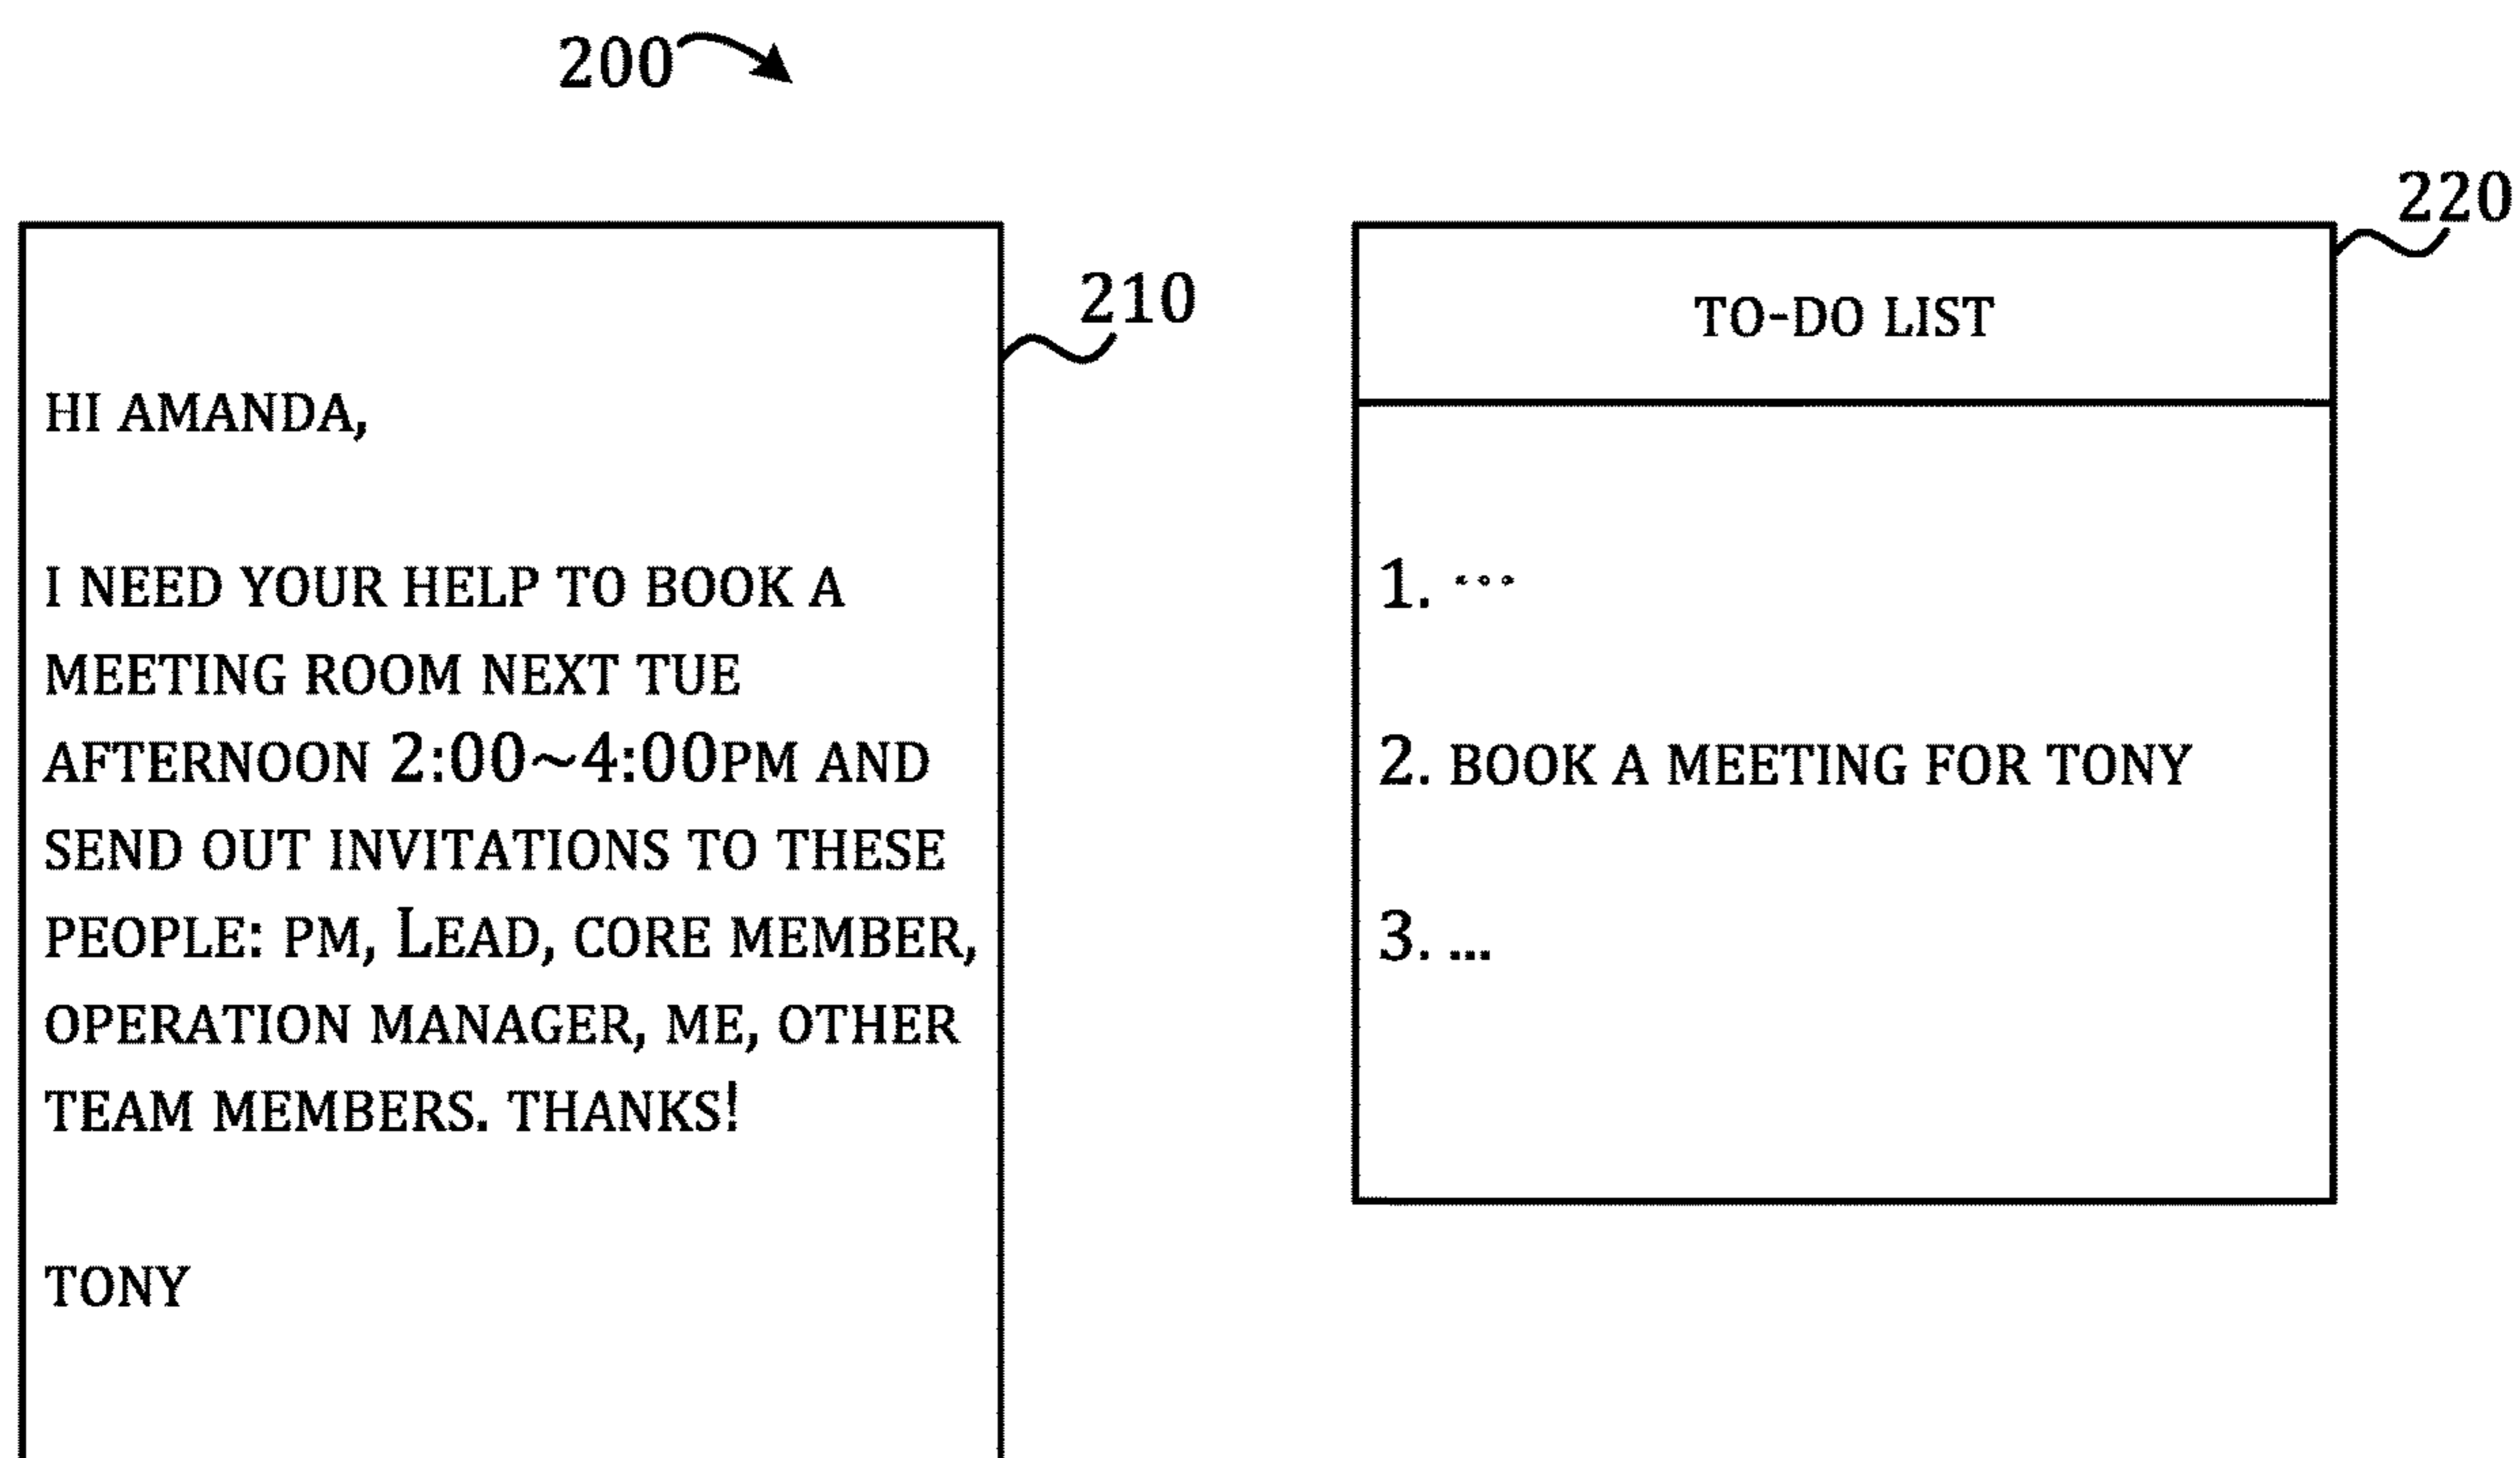 200
210
HI AMANDA,
I NEED YOUR HELP TO BOOK A
MEETING ROOM NEXT TUE
AFTERNOON 2:00~4:00PM AND
SEND OUT INVITATIONS TO THESE
PEOPLE: PM, LEAD, CORE MEMBER,
OPERATION MANAGER, ME, OTHER
TEAM MEMBERS. THANKS!
TONY
220
TO-DO LIST
1. ...
2. BOOK A MEETING FOR TONY
3. ...